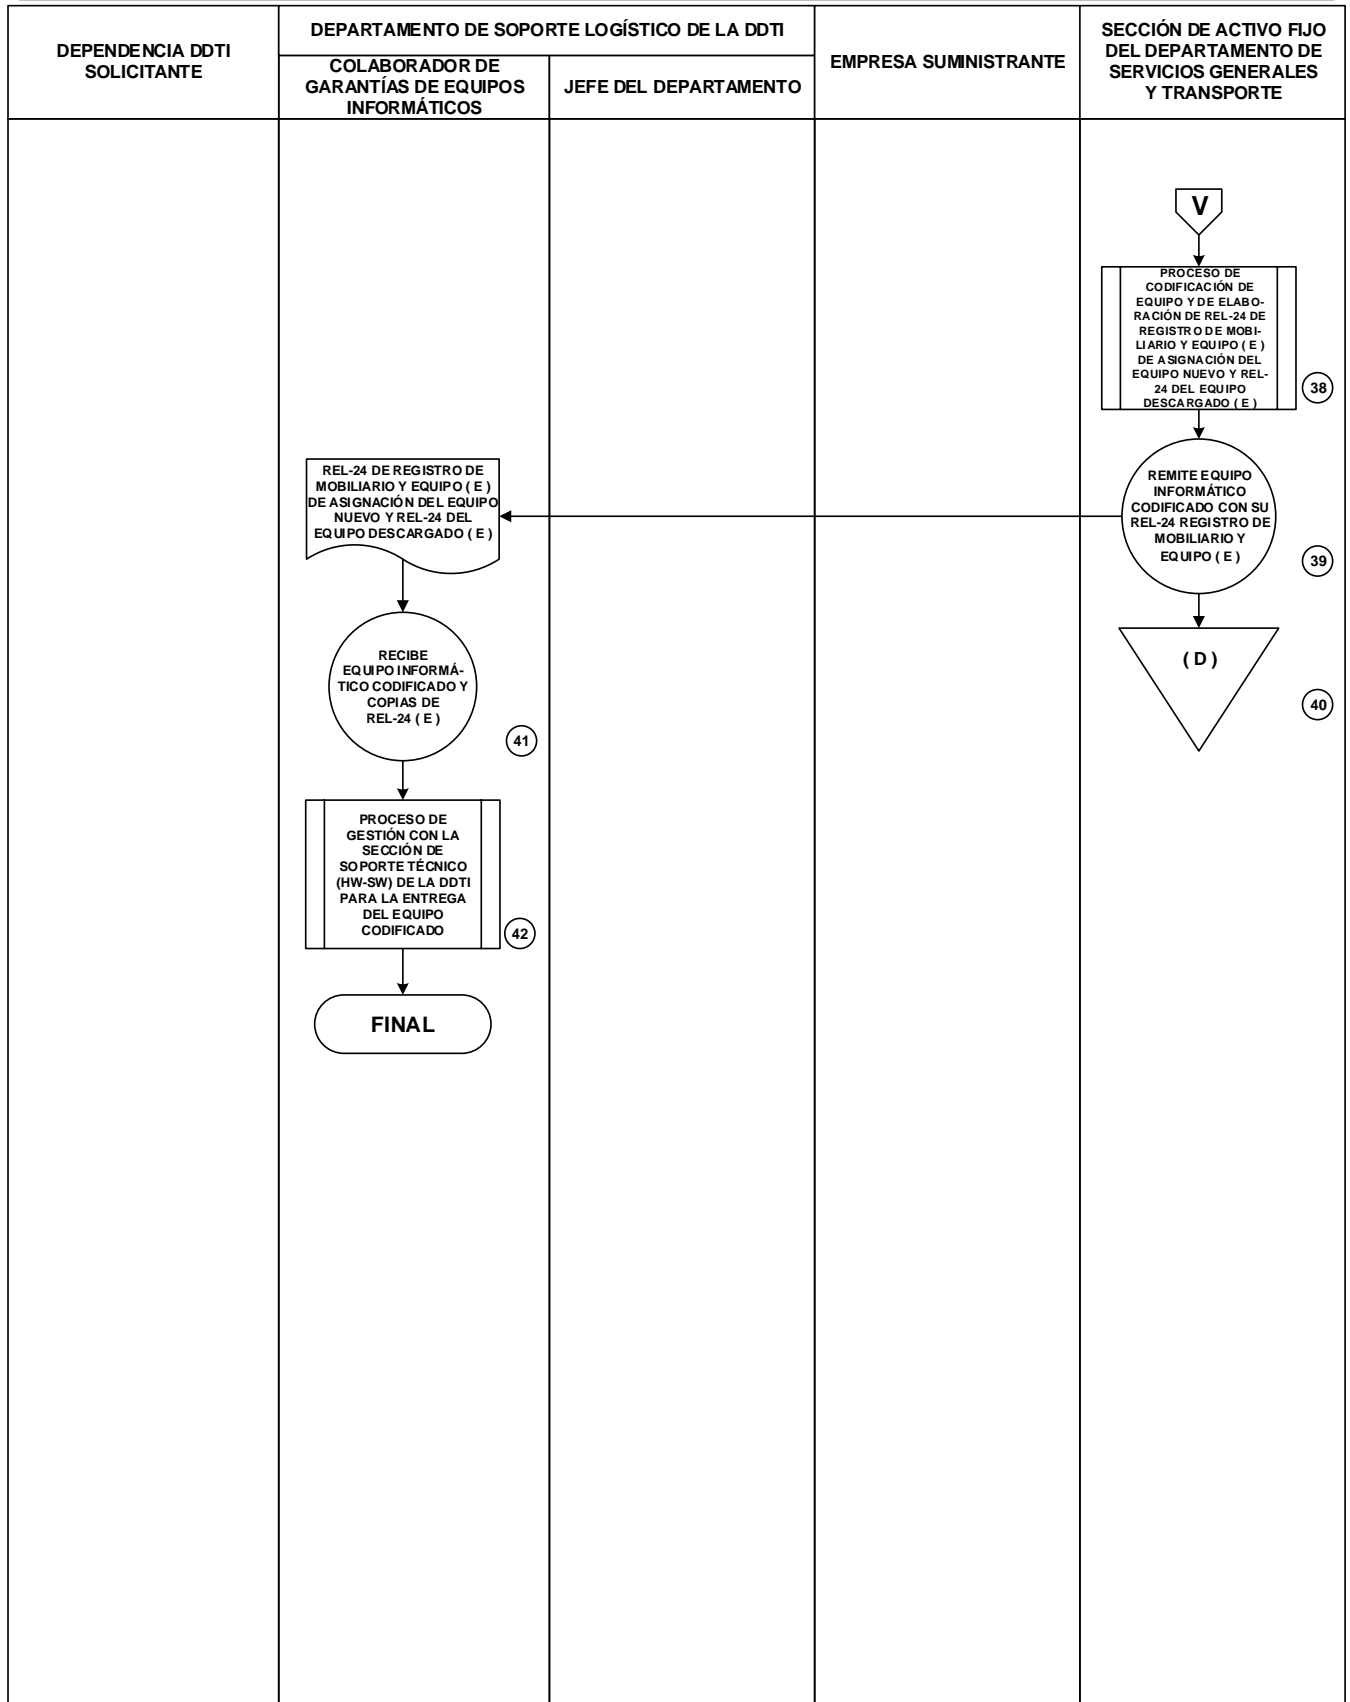 DEPENDENCIA DDTI
SOLICITANTE
DEPARTAMENTO DE SOPORTE LOGÍSTICO DE LA DDTI
COLABORADOR DE
GARANTÍAS DE EQUIPOS
INFORMÁTICOS
JEFE DEL DEPARTAMENTO
EMPRESA SUMINISTRANTE
SECCIÓN DE ACTIVO FIJO
DEL DEPARTAMENTO DE
SERVICIOS GENERALES
Y TRANSPORTE
V
PROCESO DE
CODIFICACIÓN DE
EQUIPO Y DE ELABO-
RACIÓN DE REL-24 DE
REGISTRO DE MOBI-
LIARIO Y EQUIPO ( E )
DE ASIGNACIÓN DEL
EQUIPO NUEVO Y REL-
24 DEL EQUIPO
DESCARGADO ( E )
38
REMITE EQUIPO
INFORMÁTICO
CODIFICADO CON SU
REL-24 REGISTRO DE
MOBILIARIO Y
EQUIPO ( E )
39
( D )
40
REL-24 DE REGISTRO DE
MOBILIARIO Y EQUIPO ( E )
DE ASIGNACIÓN DEL EQUIPO
NUEVO Y REL-24 DEL
EQUIPO DESCARGADO ( E )
RECIBE
EQUIPO INFORMÁ-
TICO CODIFICADO Y
COPIAS DE
REL-24 ( E )
41
PROCESO DE
GESTIÓN CON LA
SECCIÓN DE
SOPORTE TÉCNICO
(HW-SW) DE LA DDTI
PARA LA ENTREGA
DEL EQUIPO
CODIFICADO
42
FINAL